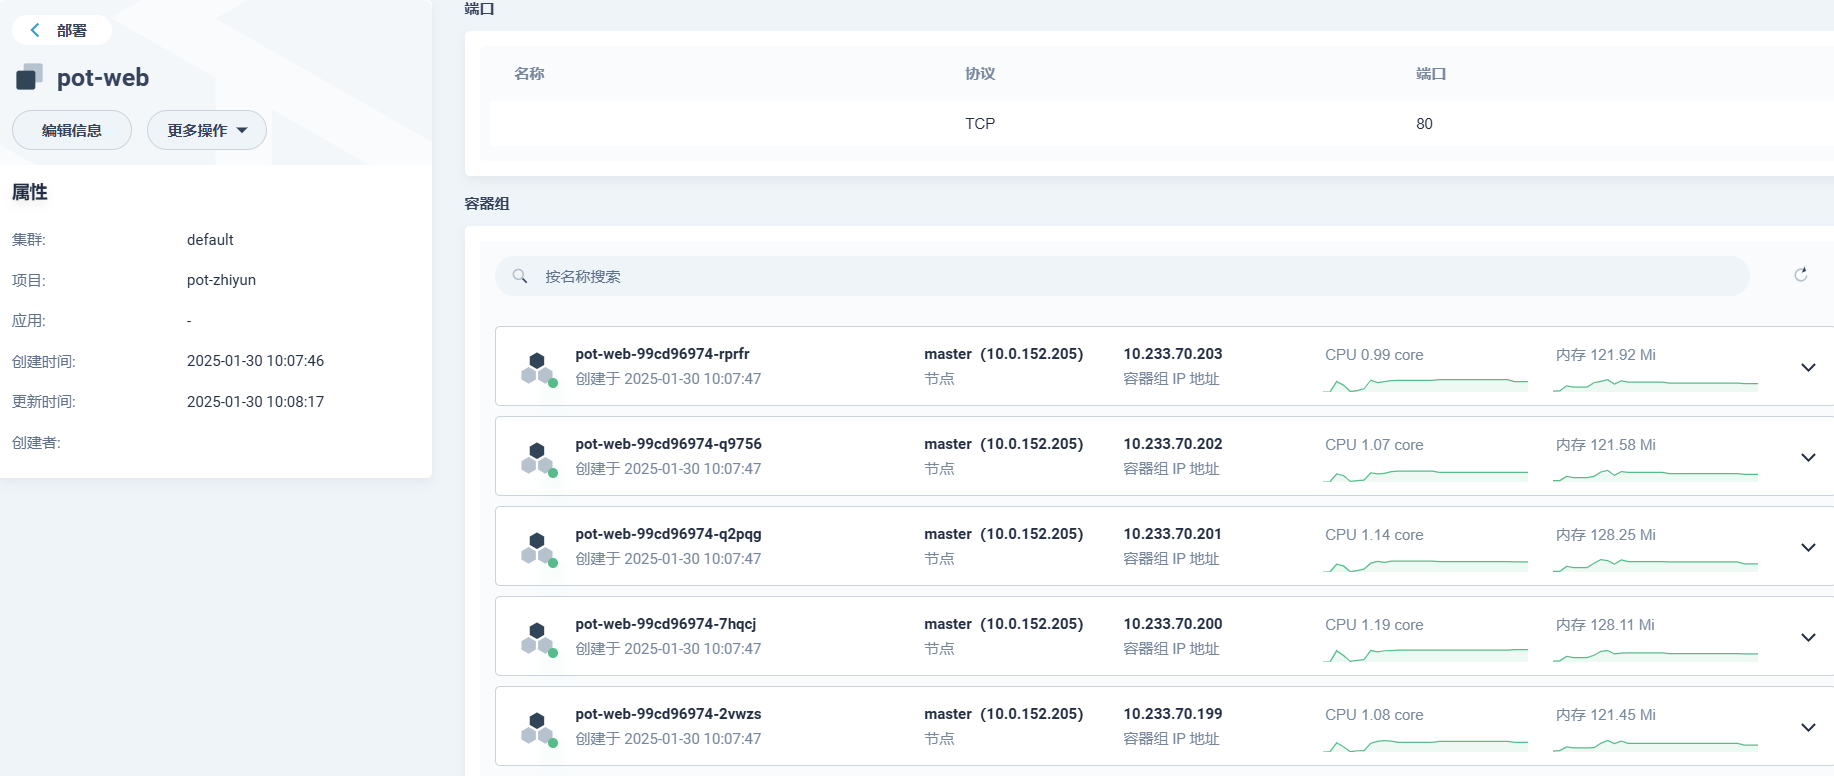 部署
pot-web
编辑信息
更多操作
属性
集群:
default
项目:
pot-zhiyun
应用:
-
创建时间:
2025-01-30 10:07:46
更新时间:
2025-01-30 10:08:17
创建者:
端口
名称
协议
端口
TCP
80
容器组
按名称搜索
pot-web-99cd96974-rprfr
创建于 2025-01-30 10:07:47
master（10.0.152.205）
节点
10.233.70.203
容器组 IP 地址
CPU 0.99 core
内存 121.92 Mi
pot-web-99cd96974-q9756
创建于 2025-01-30 10:07:47
master（10.0.152.205）
节点
10.233.70.202
容器组 IP 地址
CPU 1.07 core
内存 121.58 Mi
pot-web-99cd96974-q2pqg
创建于 2025-01-30 10:07:47
master（10.0.152.205）
节点
10.233.70.201
容器组 IP 地址
CPU 1.14 core
内存 128.25 Mi
pot-web-99cd96974-7hqcj
创建于 2025-01-30 10:07:47
master（10.0.152.205）
节点
10.233.70.200
容器组 IP 地址
CPU 1.19 core
内存 128.11 Mi
pot-web-99cd96974-2vwzs
创建于 2025-01-30 10:07:47
master（10.0.152.205）
节点
10.233.70.199
容器组 IP 地址
CPU 1.08 core
内存 121.45 Mi